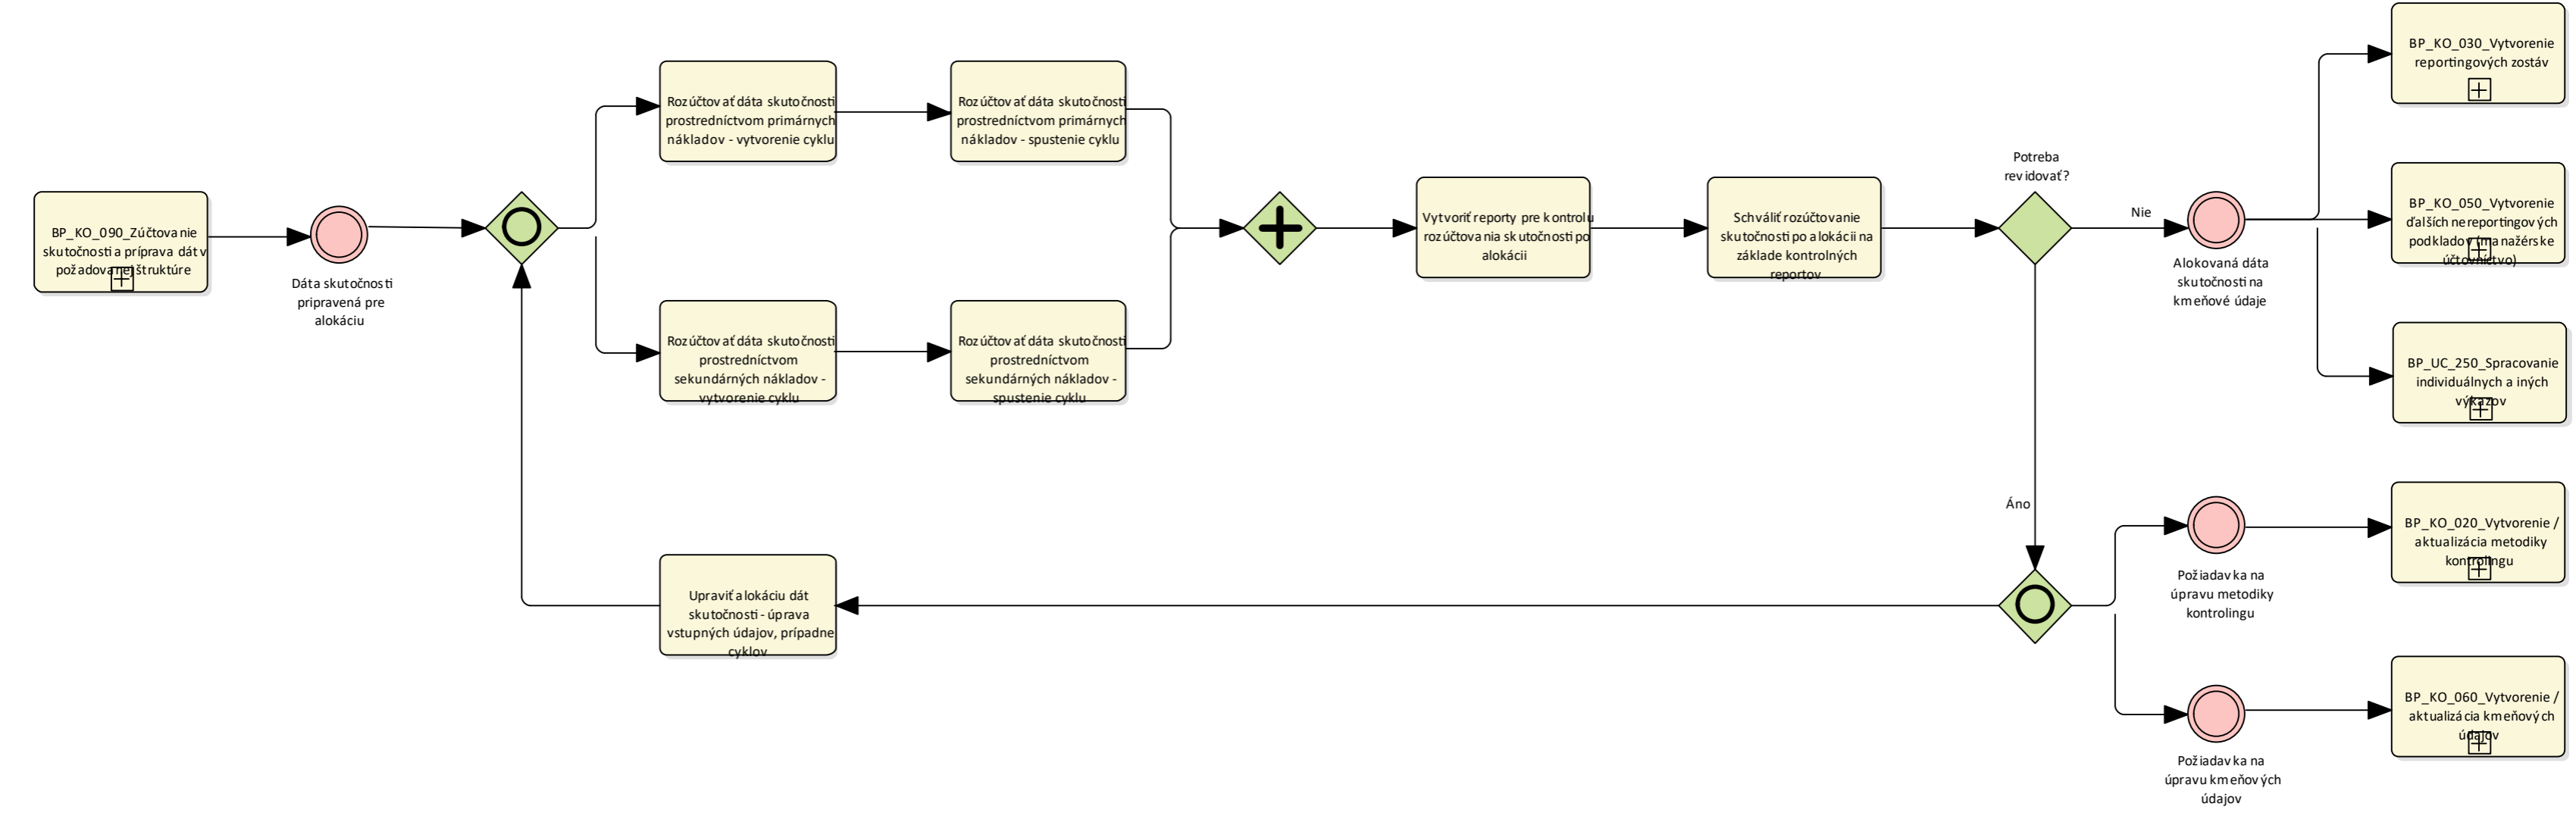 BP_KO_090_Zúčtovanie
skutočnosti a príprava dát v
požadovanej štruktúre
Dáta skutočnosti
pripravená pre
alokáciu
Rozúčtovať dáta skutočnosti
prostredníctvom primárnych
nákladov - vytvorenie cyklu
Rozúčtovať dáta skutočnosti
prostredníctvom primárnych
nákladov - spustenie cyklu
Rozúčtovať dáta skutočnosti
prostredníctvom
sekundárných nákladov -
vytvorenie cyklu
Rozúčtovať dáta skutočnosti
prostredníctvom
sekundárných nákladov -
spustenie cyklu
Vytvoriť reporty pre kontrolu
rozúčtovania skutočnosti po
alokácii
Schváliť rozúčtovanie
skutočnosti po alokácii na
základe kontrolných
reportov
Potreba
revidovať?
Nie
Áno
Alokovaná dáta
skutočnosti na
kmeňové údaje
BP_KO_030_Vytvorenie
reportingových zostáv
BP_KO_050_Vytvorenie
ďalších nereportingových
podkladov (manažérske
účtovníctvo)
BP_UC_250_Spracovanie
individuálnych a iných
výkazov
Upraviť alokáciu dát
skutočnosti - úprava
vstupných údajov, prípadne
cyklov
Požiadavka na
úpravu metodiky
kontrolingu
BP_KO_020_Vytvorenie /
aktualizácia metodiky
kontrolingu
Požiadavka na
úpravu kmeňových
údajov
BP_KO_060_Vytvorenie /
aktualizácia kmeňových
údajov